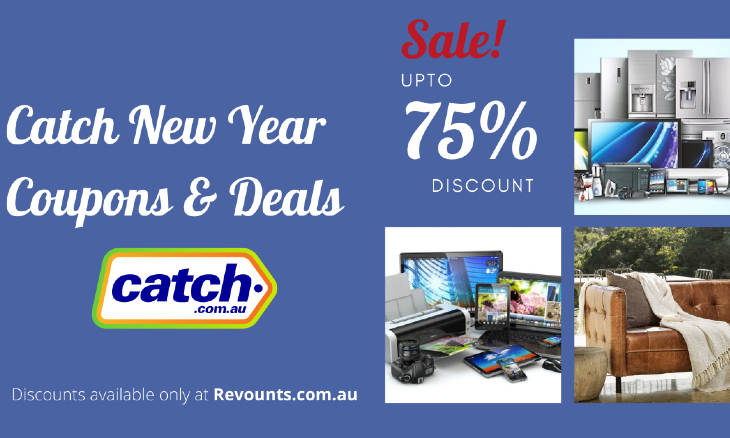 Catch New Year
Coupons & Deals
catch
.com.au
Discounts available only at Revounts.com.au
Sale!
UPTO
75%
DISCOUNT